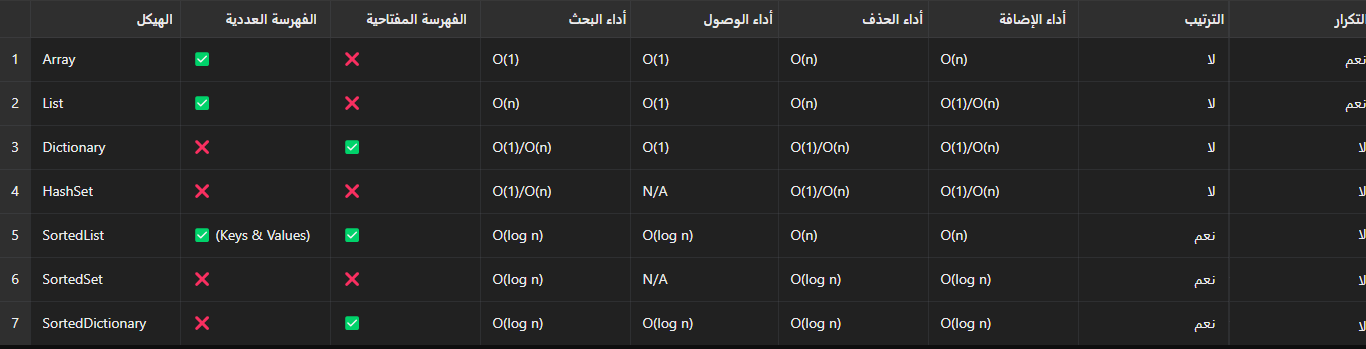 الهيكل الفهرسة العددية الفهرسة المفتاحية أداء البحث أداء الوصول أداء الحذف أداء الإضافة الترتيب التكرار
1 Array ✅ ❌ O(1) O(1) O(n) O(n) لا نعم
2 List ✅ ❌ O(n) O(1) O(n) O(1)/O(n) لا نعم
3 Dictionary ❌ ✅ O(1)/O(n) O(1) O(1)/O(n) O(1)/O(n) لا لا
4 HashSet ❌ ❌ O(1)/O(n) N/A O(1)/O(n) O(1)/O(n) لا لا
5 SortedList ✅ (Keys & Values) ✅ O(log n) O(log n) O(n) O(n) نعم لا
6 SortedSet ❌ ❌ O(log n) N/A O(log n) O(log n) نعم لا
7 SortedDictionary ❌ ✅ O(log n) O(log n) O(log n) O(log n) نعم لا